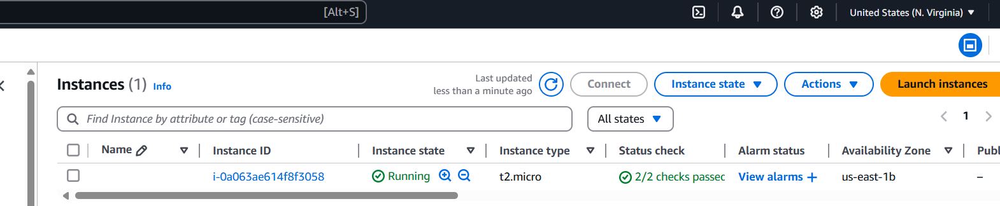 [Alt+S]
United States (N. Virginia)
Instances (1) Info
Last updated
less than a minute ago
Connect
Instance state
Actions
Launch instances
Find Instance by attribute or tag (case-sensitive)
All states
1
Name Instance ID Instance state Instance type Status check Alarm status Availability Zone Publ
i-0a063ae614f8f3058 Running t2.micro 2/2 checks passed View alarms + us-east-1b –